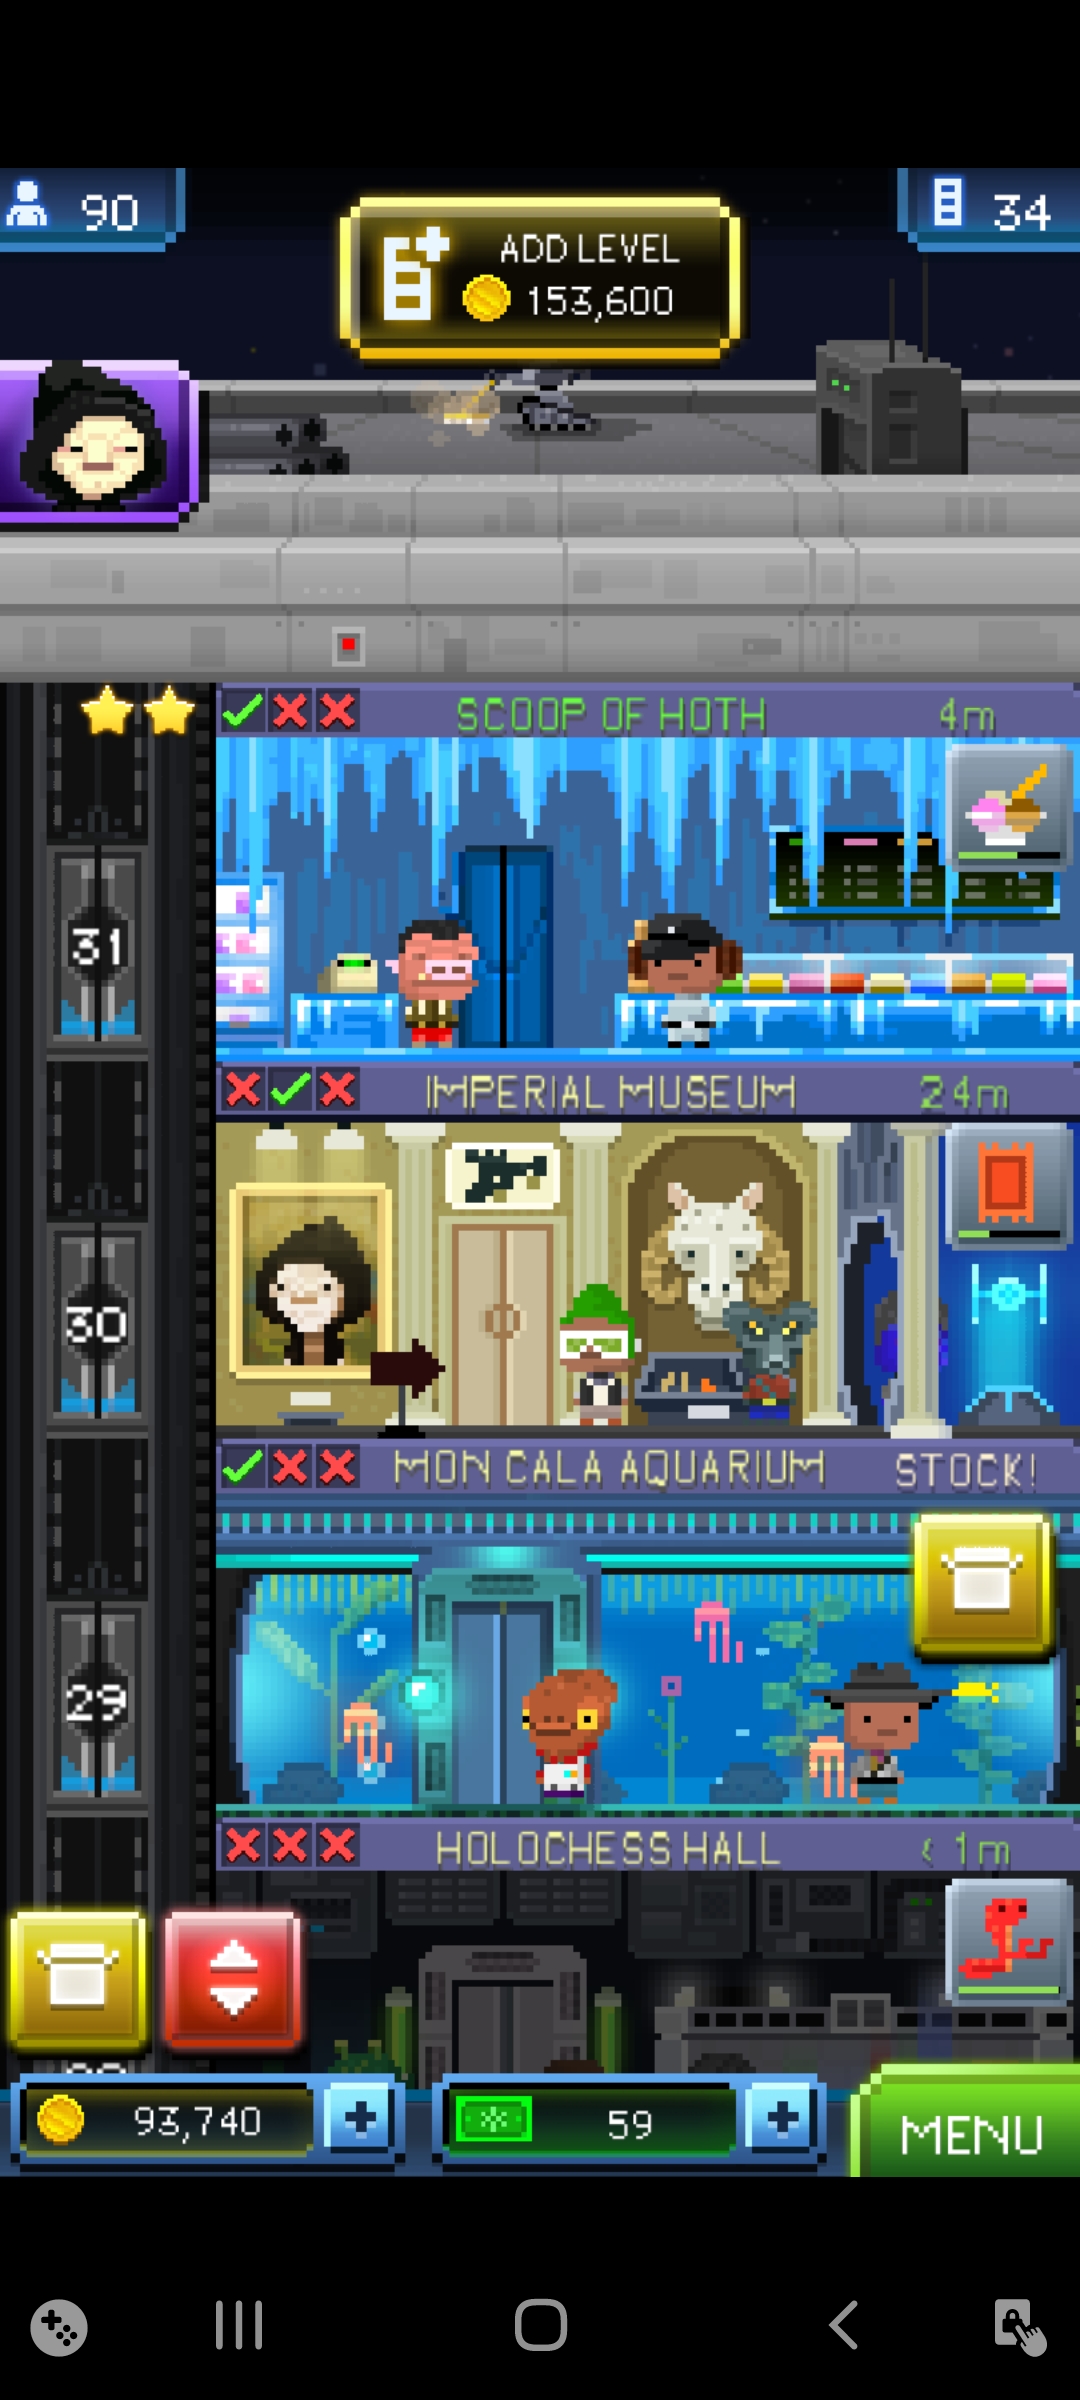 90
ADD LEVEL
153,600
34
SCOOP OF HOTH 4m
31
IMPERIAL MUSEUM 24m
30
MON CALA AQUARIUM STOCK!
29
HOLOCHESS HALL < 1m
93,740
59
MENU